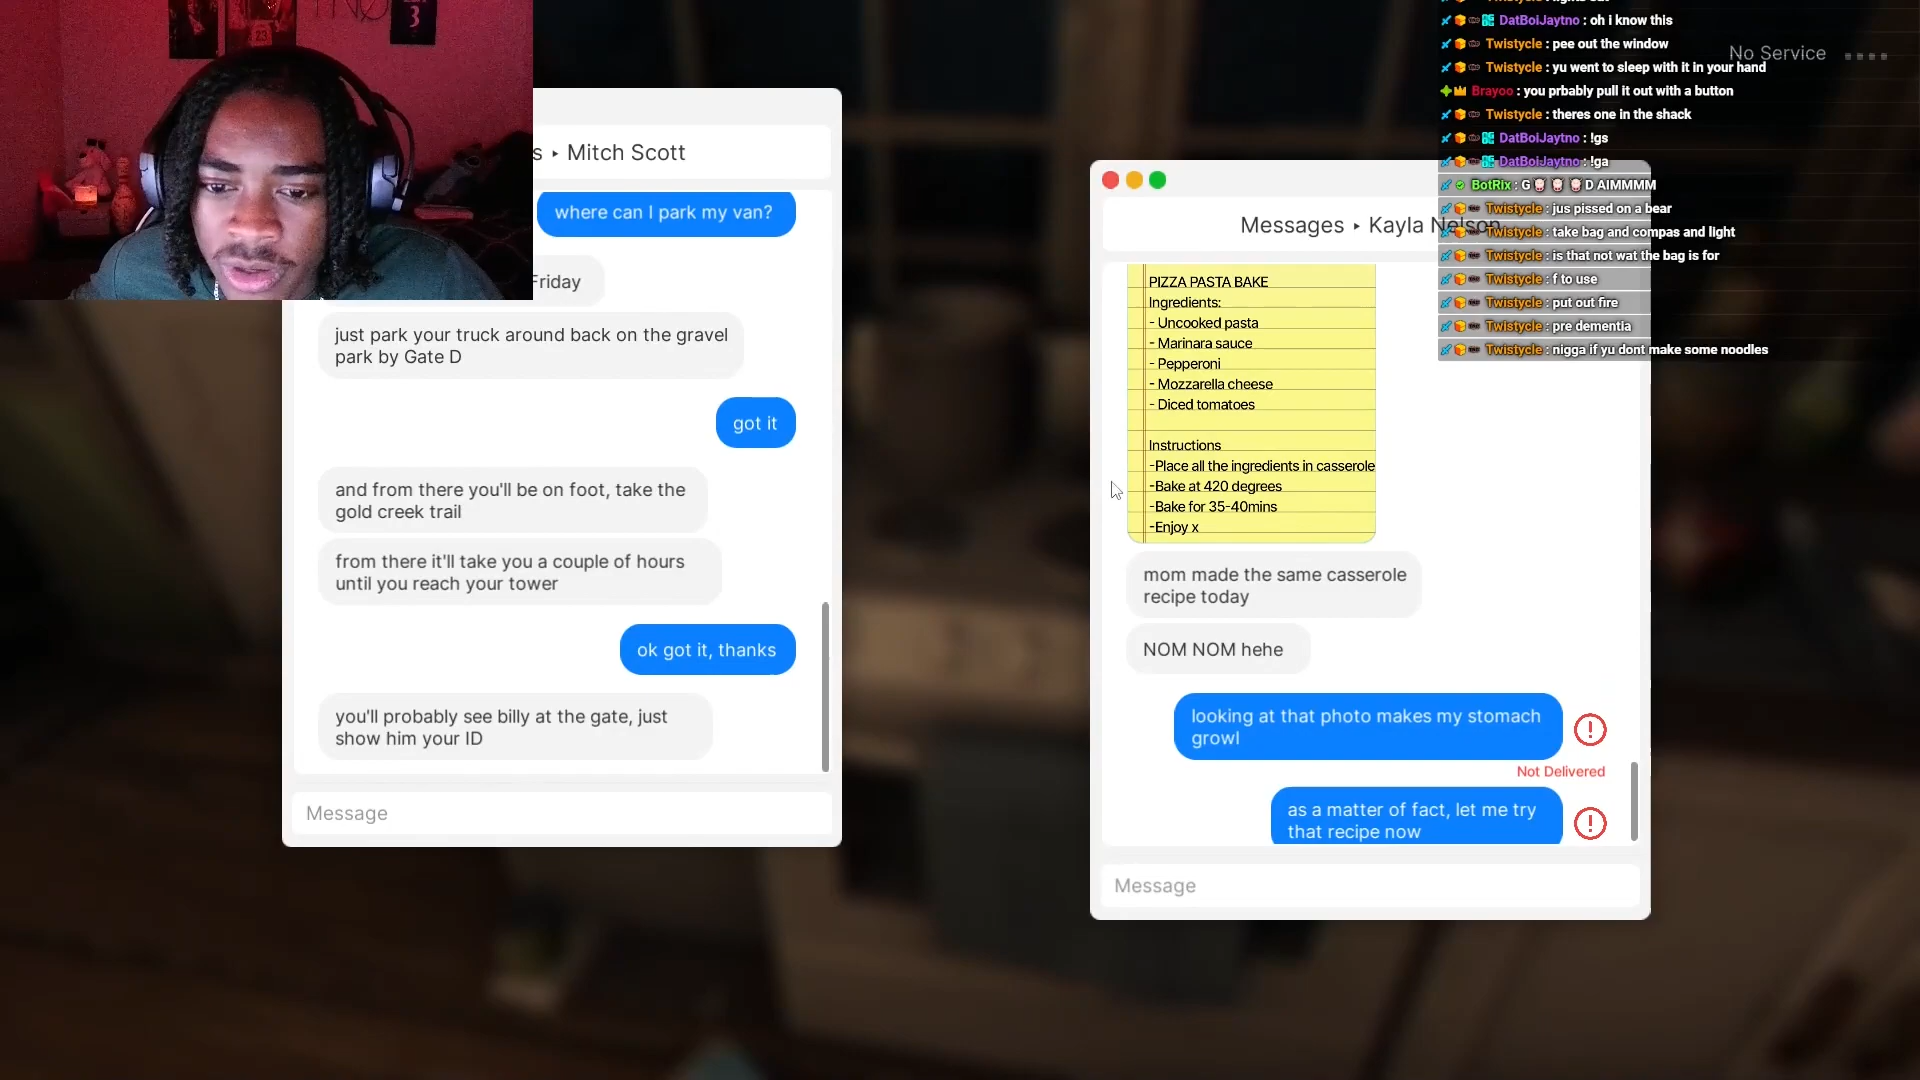 3
23
s ‣ Mitch Scott
where can I park my van?
Friday
just park your truck around back on the gravel
park by Gate D
got it
and from there you'll be on foot, take the
gold creek trail
from there it'll take you a couple of hours
until you reach your tower
ok got it, thanks
you'll probably see billy at the gate, just
show him your ID
Message
Messages ‣ Kayla Nelson
PIZZA PASTA BAKE
Ingredients:
- Uncooked pasta
- Marinara sauce
- Pepperoni
- Mozzarella cheese
- Diced tomatoes
Instructions
-Place all the ingredients in casserole
-Bake at 420 degrees
-Bake for 35-40mins
-Enjoy x
mom made the same casserole
recipe today
NOM NOM hehe
looking at that photo makes my stomach
growl
Not Delivered
as a matter of fact, let me try
that recipe now
Message
No Service
DatBoiJaytno : oh i know this
Twistycle : pee out the window
Twistycle : yu went to sleep with it in your hand
Brayoo : you prbably pull it out with a button
Twistycle : theres one in the shack
DatBoiJaytno : !gs
DatBoiJaytno : !ga
BotRix : G D AIMMMM
Twistycle : jus pissed on a bear
Twistycle : take bag and compas and light
Twistycle : is that not wat the bag is for
Twistycle : f to use
Twistycle : put out fire
Twistycle : pre dementia
Twistycle : nigga if yu dont make some noodles